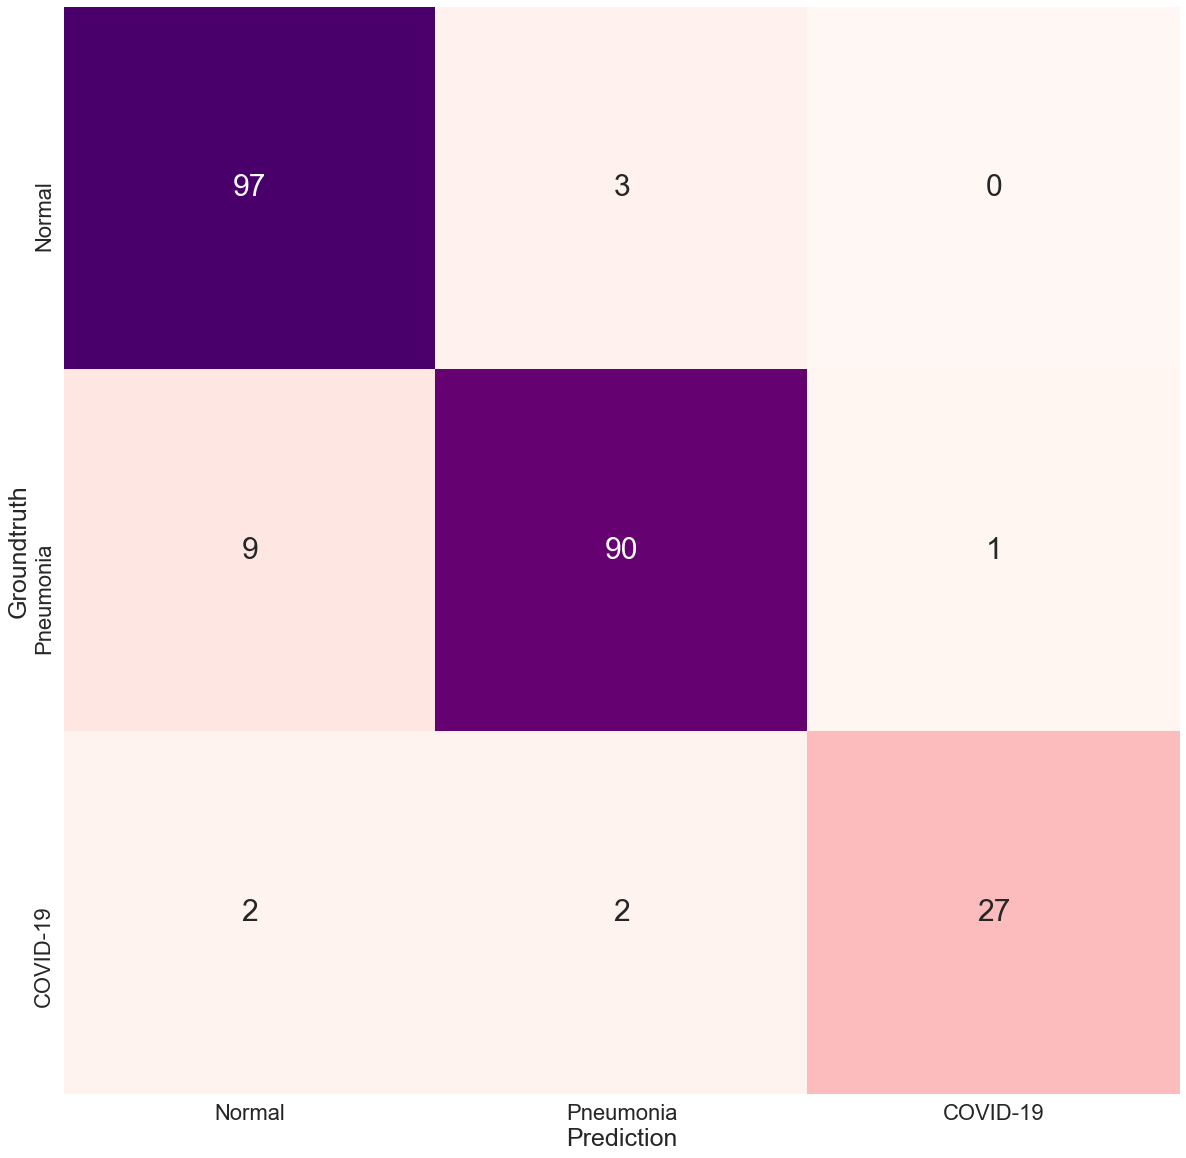 Groundtruth
Normal
97 3 0
Pneumonia
9 90 1
COVID-19
2 2 27
Normal Pneumonia COVID-19
Prediction